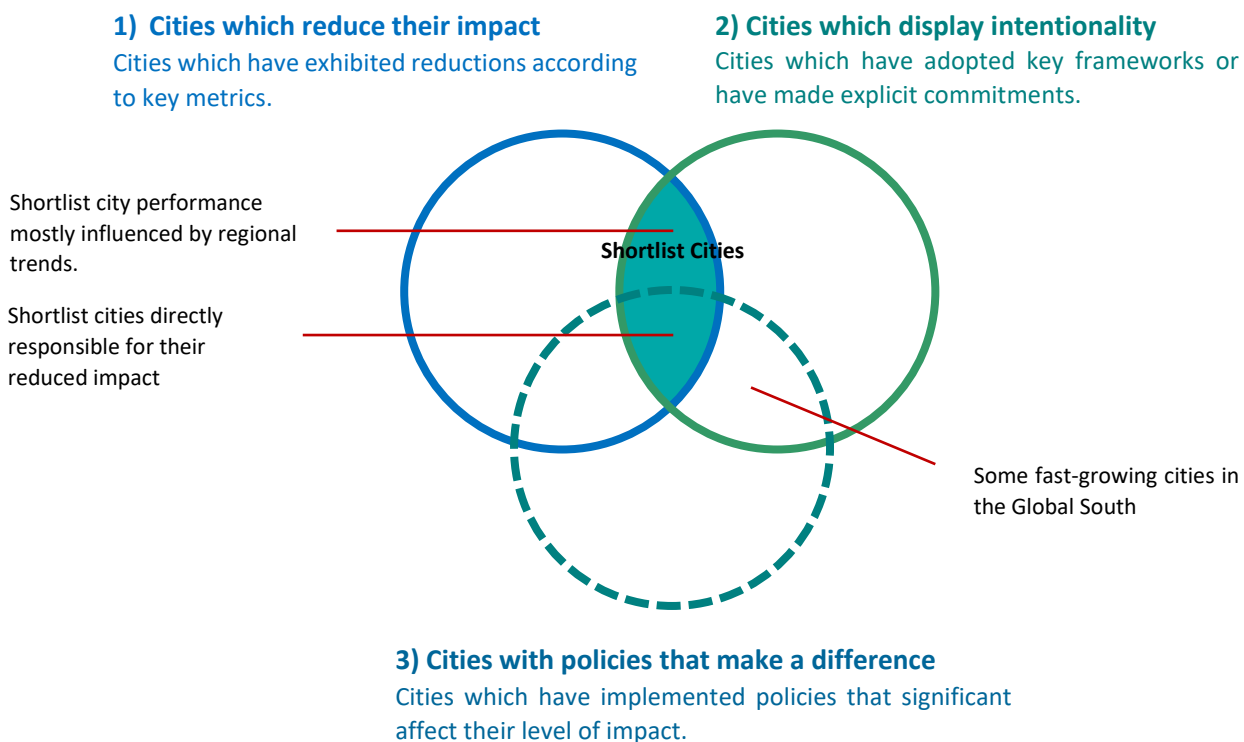 1) Cities which reduce their impact
Cities which have exhibited reductions according
to key metrics.
2) Cities which display intentionality
Cities which have adopted key frameworks or
have made explicit commitments.
Shortlist city performance
mostly influenced by regional
trends.
Shortlist Cities
Shortlist cities directly
responsible for their
reduced impact
Some fast-growing cities in
the Global South
3) Cities with policies that make a difference
Cities which have implemented policies that significant
affect their level of impact.